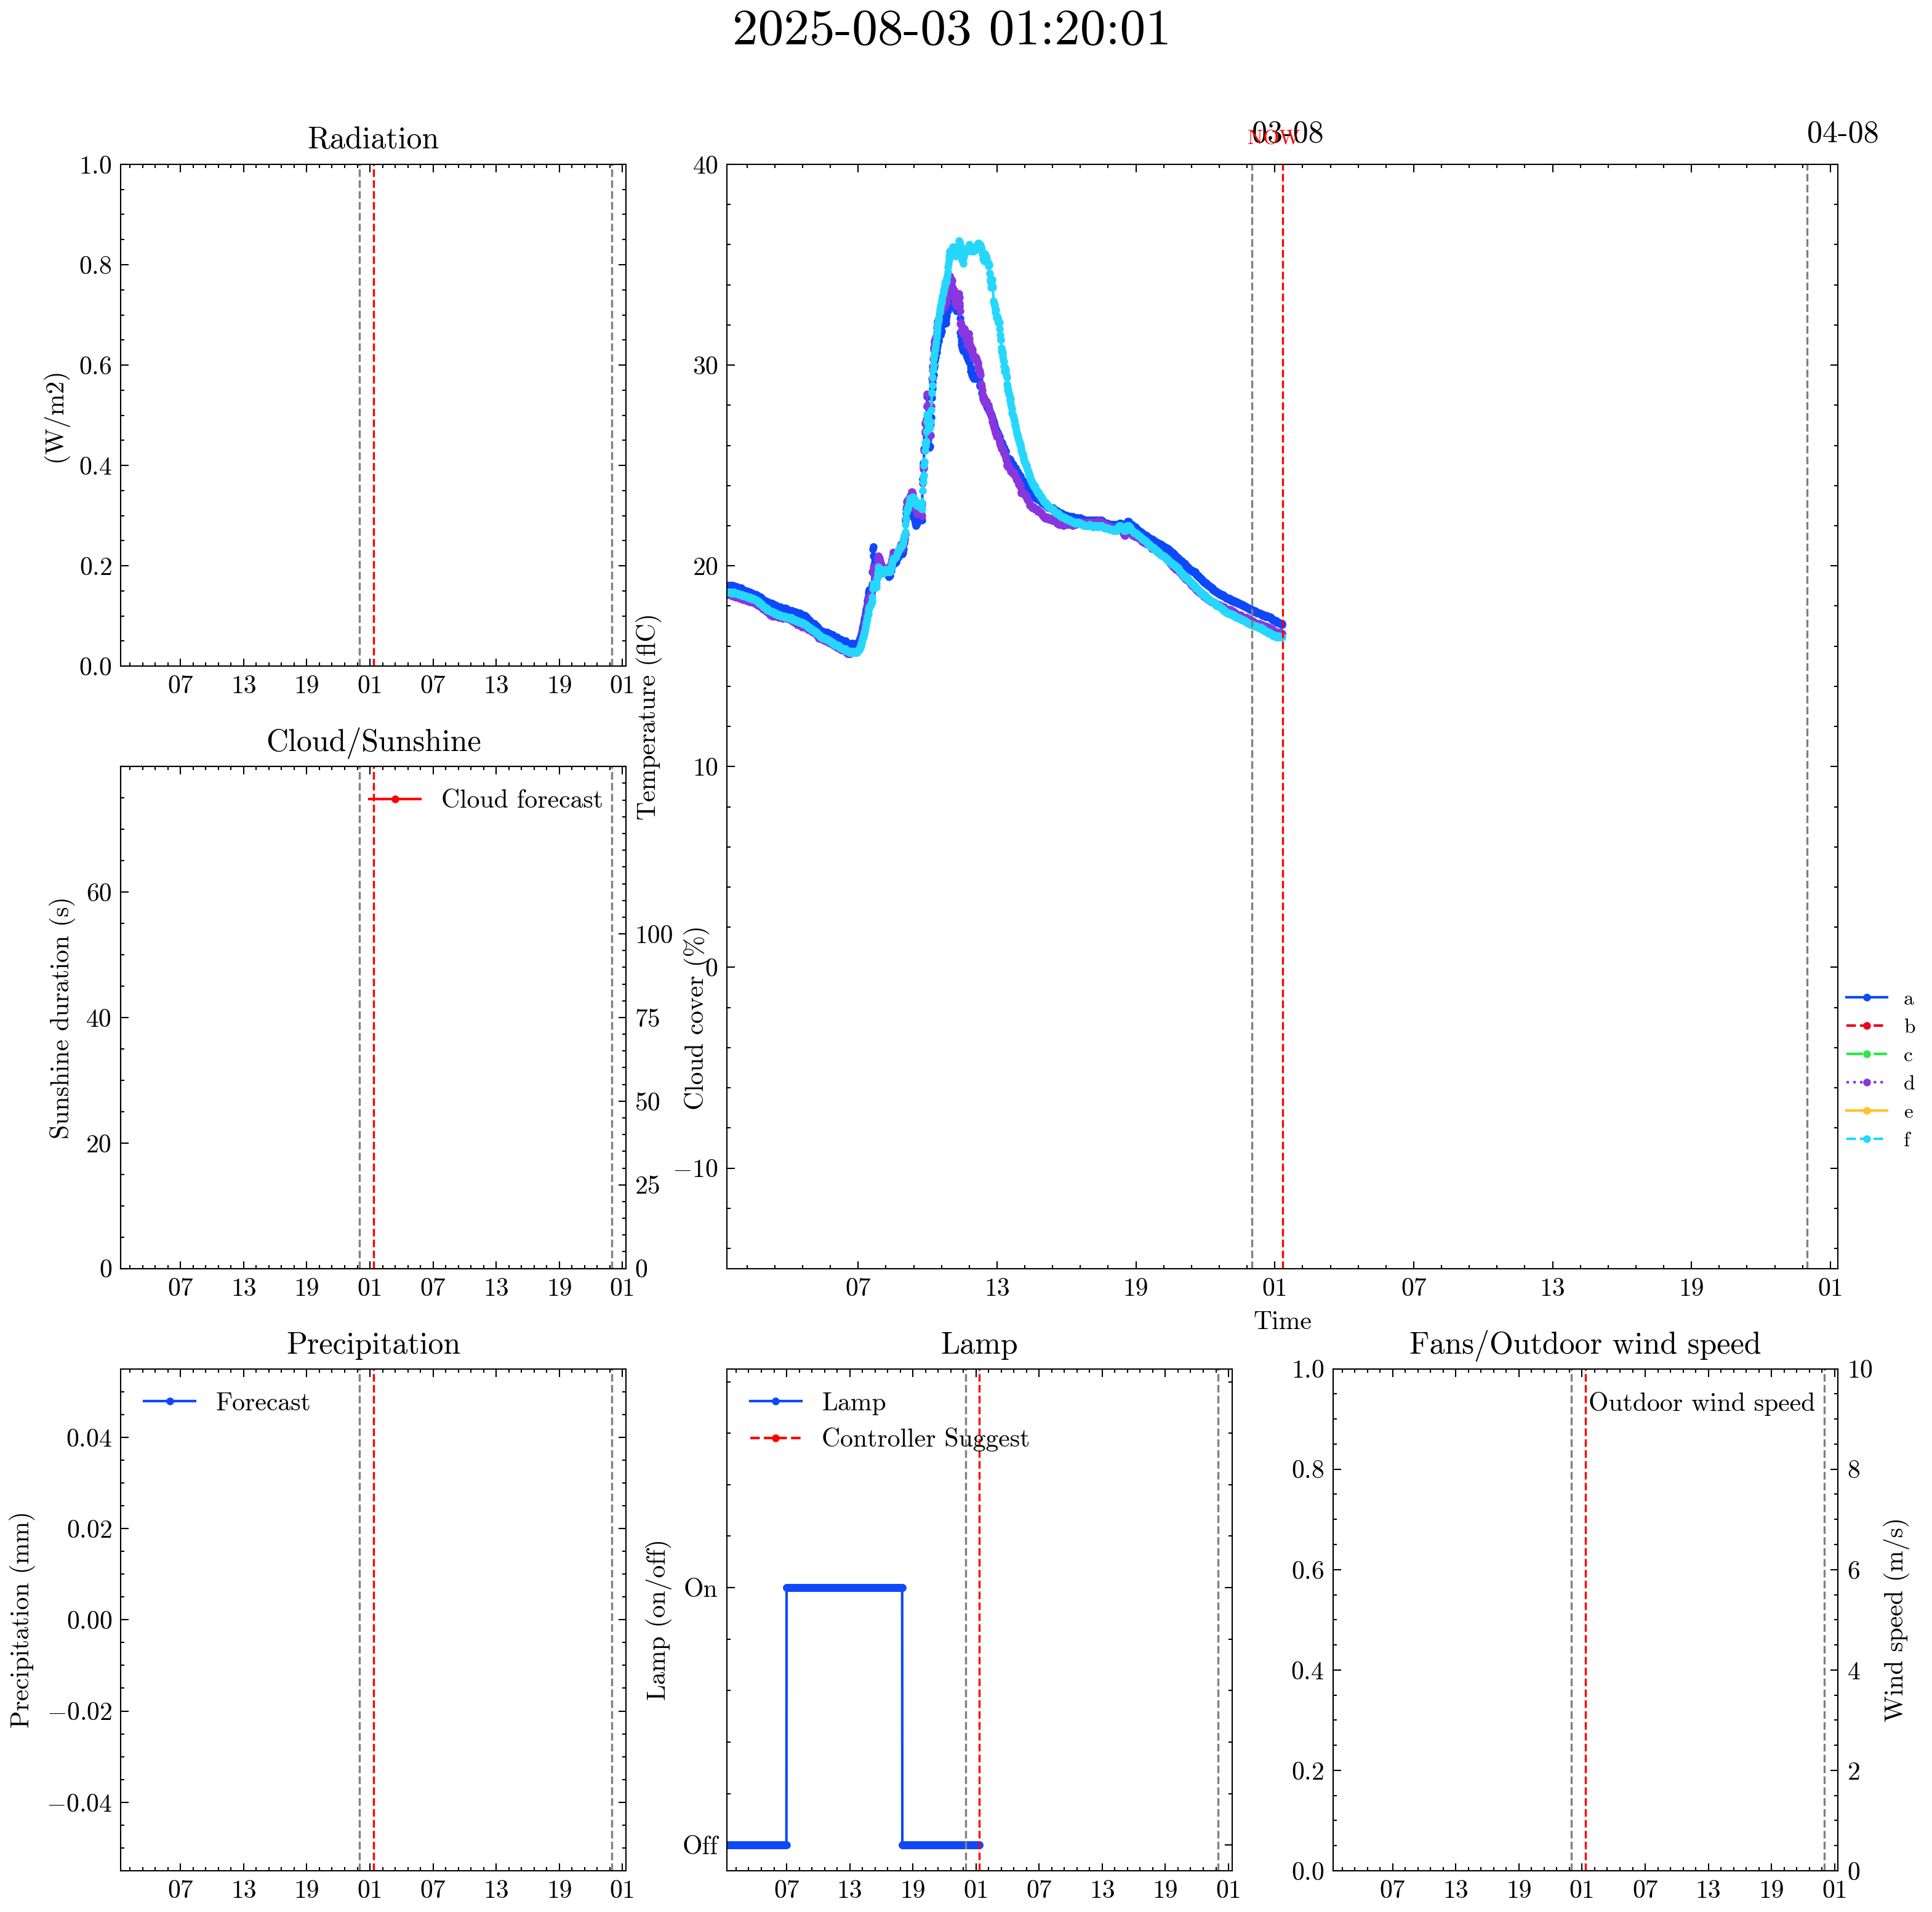 2025-08-03 01:20:01
Radiation
1.0
0.8
0.6
0.4
0.2
0.0
(W/m2)
07 13 19 01 07 13 19 01
NOW
03-08
04-08
40
30
20
10
0
−10
Temperature (flC)
07 13 19 01 07 13 19 01
Time
a
b
c
d
e
f
Cloud/Sunshine
Cloud forecast
60
40
20
0
Sunshine duration (s)
100
75
50
25
0
Cloud cover (%)
07 13 19 01 07 13 19 01
Precipitation
Forecast
0.04
0.02
0.00
−0.02
−0.04
Precipitation (mm)
07 13 19 01 07 13 19 01
Lamp
Lamp
Controller Suggest
On
Off
Lamp (on/off)
07 13 19 01 07 13 19 01
Fans/Outdoor wind speed
Outdoor wind speed
1.0
0.8
0.6
0.4
0.2
0.0
10
8
6
4
2
0
Wind speed (m/s)
07 13 19 01 07 13 19 01